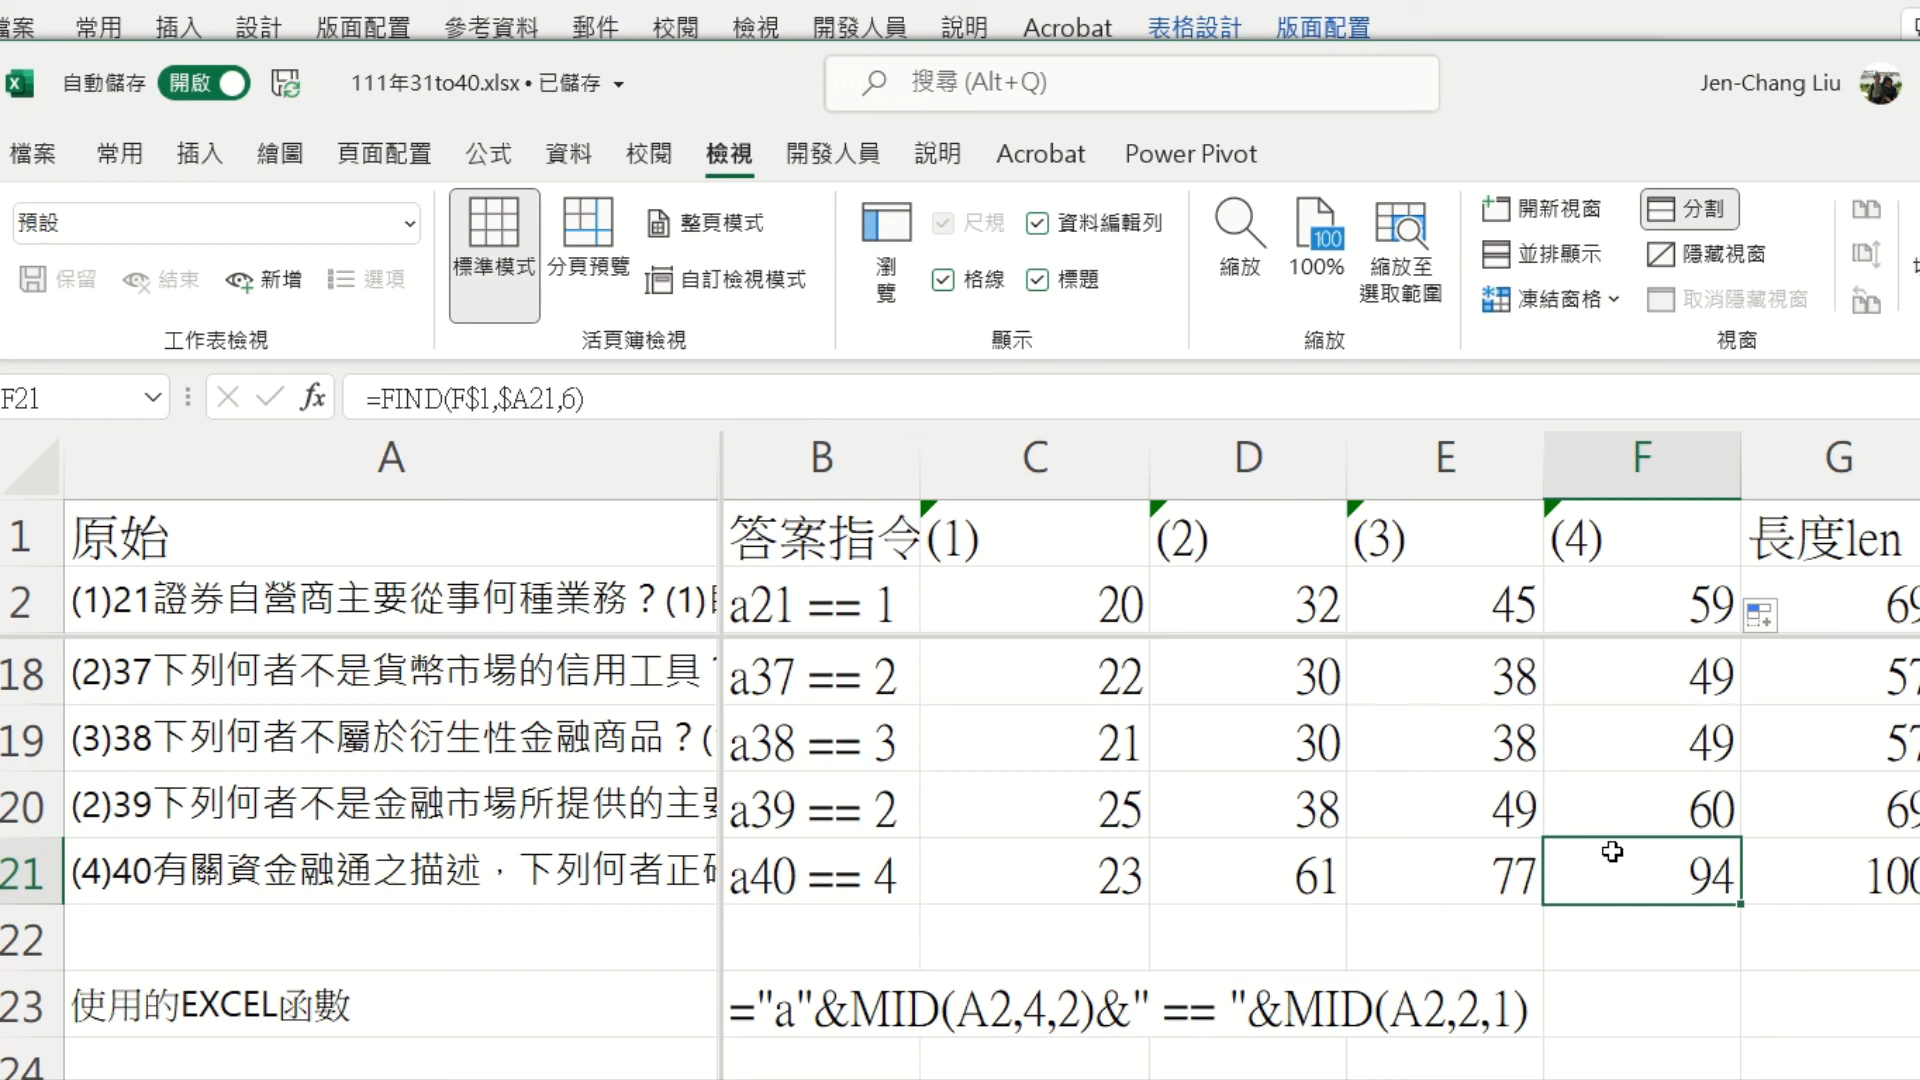 檔案 常用 插入 設計 版面配置 參考資料 郵件 校閱 檢視 開發人員 說明 Acrobat 表格設計 版面配置
自動儲存 開啟 111年31to40.xlsx • 已儲存 搜尋 (Alt+Q) Jen-Chang Liu
檔案 常用 插入 繪圖 頁面配置 公式 資料 校閱 檢視 開發人員 說明 Acrobat Power Pivot
預設
保留 結束 新增 選項
工作表檢視
標準模式 分頁預覽 整頁模式
自訂檢視模式
活頁簿檢視
瀏覽 尺規 資料編輯列
格線 標題
顯示
縮放 100 100% 縮放至
選取範圍
縮放
開新視窗 分割
並排顯示 隱藏視窗
凍結窗格 取消隱藏視窗
視窗
F21 fx =FIND(F$1,$A21,6)
A B C D E F G
1 原始 答案指令 (1) (2) (3) (4) 長度len
2 (1)21證券自營商主要從事何種業務？(1) a21 == 1 20 32 45 59 69
18 (2)37下列何者不是貨幣市場的信用工具？ a37 == 2 22 30 38 49 57
19 (3)38下列何者不屬於衍生性金融商品？( a38 == 3 21 30 38 49 57
20 (2)39下列何者不是金融市場所提供的主要 a39 == 2 25 38 49 60 69
21 (4)40有關資金融通之描述，下列何者正確 a40 == 4 23 61 77 94 100
22
23 使用的EXCEL函數 ="a"&MID(A2,4,2)&" == "&MID(A2,2,1)
24